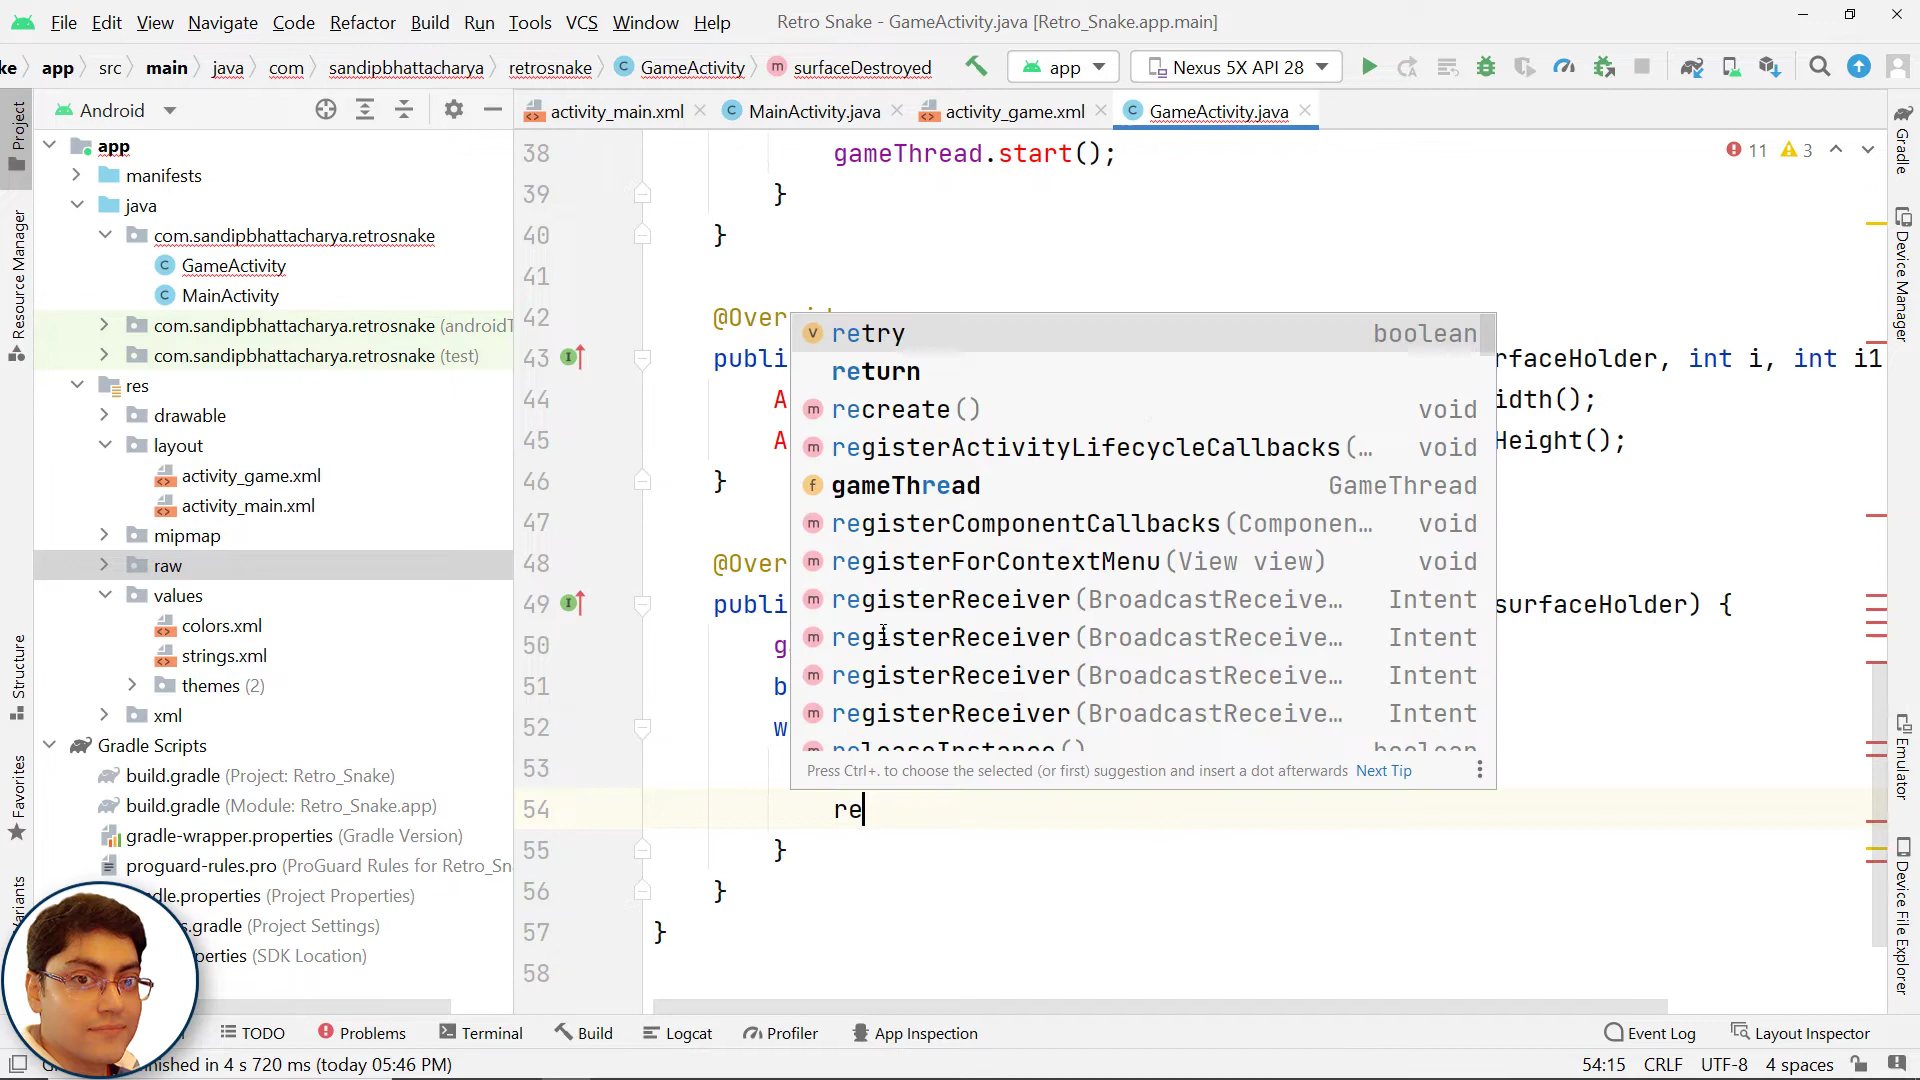 File Edit View Navigate Code Refactor Build Run Tools VCS Window Help Retro Snake - GameActivity.java [Retro_Snake.app.main]
ke app src main java com sandipbhattacharya retrosnake GameActivity surfaceDestroyed app Nexus 5X API 28
Android activity_main.xml MainActivity.java activity_game.xml GameActivity.java
Project
Resource Manager
Structure
Favorites
app
manifests
java
com.sandipbhattacharya.retrosnake
GameActivity
MainActivity
com.sandipbhattacharya.retrosnake (androidT
com.sandipbhattacharya.retrosnake (test)
res
drawable
layout
activity_game.xml
activity_main.xml
mipmap
raw
values
colors.xml
strings.xml
themes (2)
xml
Gradle Scripts
build.gradle (Project: Retro_Snake)
build.gradle (Module: Retro_Snake.app)
gradle-wrapper.properties (Gradle Version)
proguard-rules.pro (ProGuard Rules for Retro_Sn
dle.properties (Project Properties)
s.gradle (Project Settings)
perties (SDK Location)
11 3
38 gameThread.start();
39 }
40 }
41
42 @Over
43 publi rfaceHolder, int i, int i1
44 A idth();
45 A Height();
46 }
47
48 @Over
49 publi surfaceHolder) {
50 ga
51 b
52 w
53
54 re
55 }
56 }
57 }
58
retry boolean
return
recreate() void
registerActivityLifecycleCallbacks(… void
gameThread GameThread
registerComponentCallbacks(Componen… void
registerForContextMenu(View view) void
registerReceiver(BroadcastReceive… Intent
registerReceiver(BroadcastReceive… Intent
registerReceiver(BroadcastReceive… Intent
registerReceiver(BroadcastReceive… Intent
releaseInstance() boolean
Press Ctrl+. to choose the selected (or first) suggestion and insert a dot afterwards Next Tip
Gradle
Device Manager
Emulator
Device File Explorer
TODO Problems Terminal Build Logcat Profiler App Inspection Event Log Layout Inspector
inished in 4 s 720 ms (today 05:46 PM) 54:15 CRLF UTF-8 4 spaces